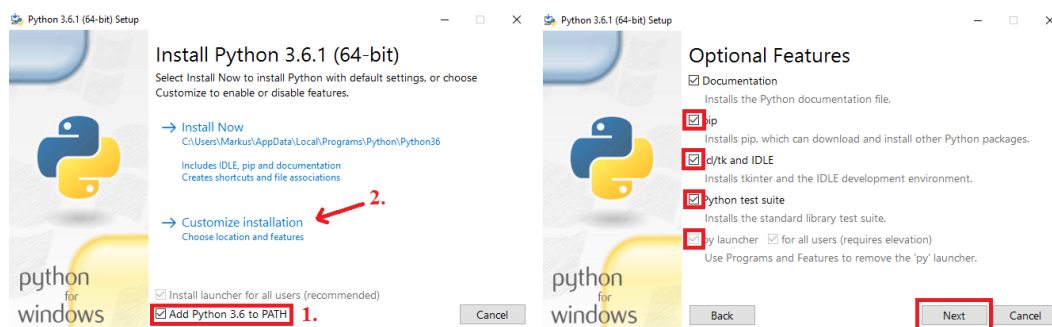 Python 3.6.1 (64-bit) Setup
Install Python 3.6.1 (64-bit)
Select Install Now to install Python with default settings, or choose
Customize to enable or disable features.
Install Now
C:\Users\Markus\AppData\Local\Programs\Python\Python36
Includes IDLE, pip and documentation
Creates shortcuts and file associations
2.
Customize installation
Choose location and features
python
for
windows
Install launcher for all users (recommended)
Add Python 3.6 to PATH
1.
Cancel
Python 3.6.1 (64-bit) Setup
Optional Features
Documentation
Installs the Python documentation file.
pip
Installs pip, which can download and install other Python packages.
tcl/tk and IDLE
Installs tkinter and the IDLE development environment.
Python test suite
Installs the standard library test suite.
py launcher
for all users (requires elevation)
Use Programs and Features to remove the 'py' launcher.
python
for
windows
Back
Next
Cancel